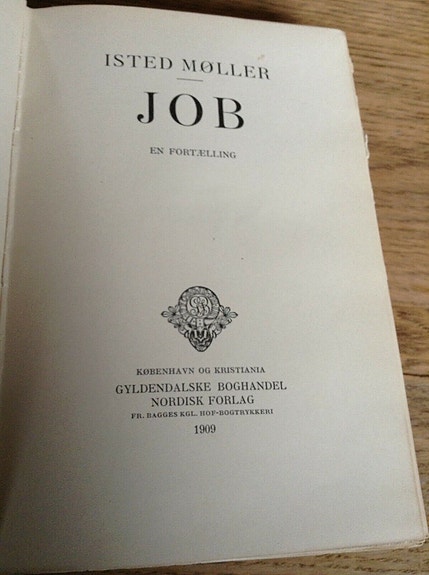 ISTED MØLLER
JOB
EN FORTÆLLING
KØBENHAVN OG KRISTIANIA
GYLDENDALSKE BOGHANDEL
NORDISK FORLAG
FR. BAGGES KGL. HOF-BOGTRYKKERI
1909